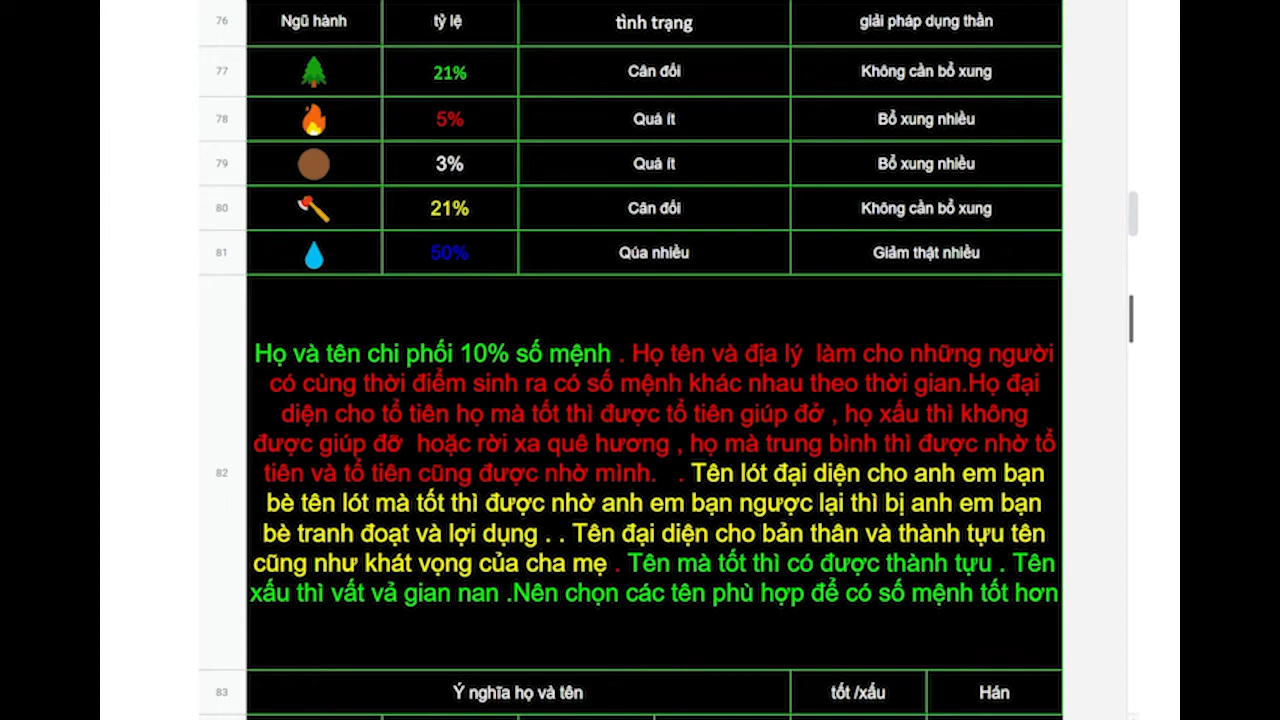 76 Ngũ hành tỷ lệ tình trạng giải pháp dụng thần
77 21% Cân đối Không cần bổ xung
78 5% Quá ít Bổ xung nhiều
79 3% Quá ít Bổ xung nhiều
80 21% Cân đối Không cần bổ xung
81 50% Qúa nhiều Giảm thật nhiều
Họ và tên chi phối 10% số mệnh . Họ tên và địa lý làm cho những người
có cùng thời điểm sinh ra có số mệnh khác nhau theo thời gian.Họ đại
diện cho tổ tiên họ mà tốt thì được tổ tiên giúp đở , họ xấu thì không
được giúp đỡ hoặc rời xa quê hương , họ mà trung bình thì được nhờ tổ
82 tiên và tổ tiên cũng được nhờ mình. . Tên lót đại diện cho anh em bạn
bè tên lót mà tốt thì được nhờ anh em bạn ngược lại thì bị anh em bạn
bè tranh đoạt và lợi dụng . . Tên đại diện cho bản thân và thành tựu tên
cũng như khát vọng của cha mẹ . Tên mà tốt thì có được thành tựu . Tên
xấu thì vất vả gian nan .Nên chọn các tên phù hợp để có số mệnh tốt hơn
83 Ý nghĩa họ và tên tốt /xấu Hán